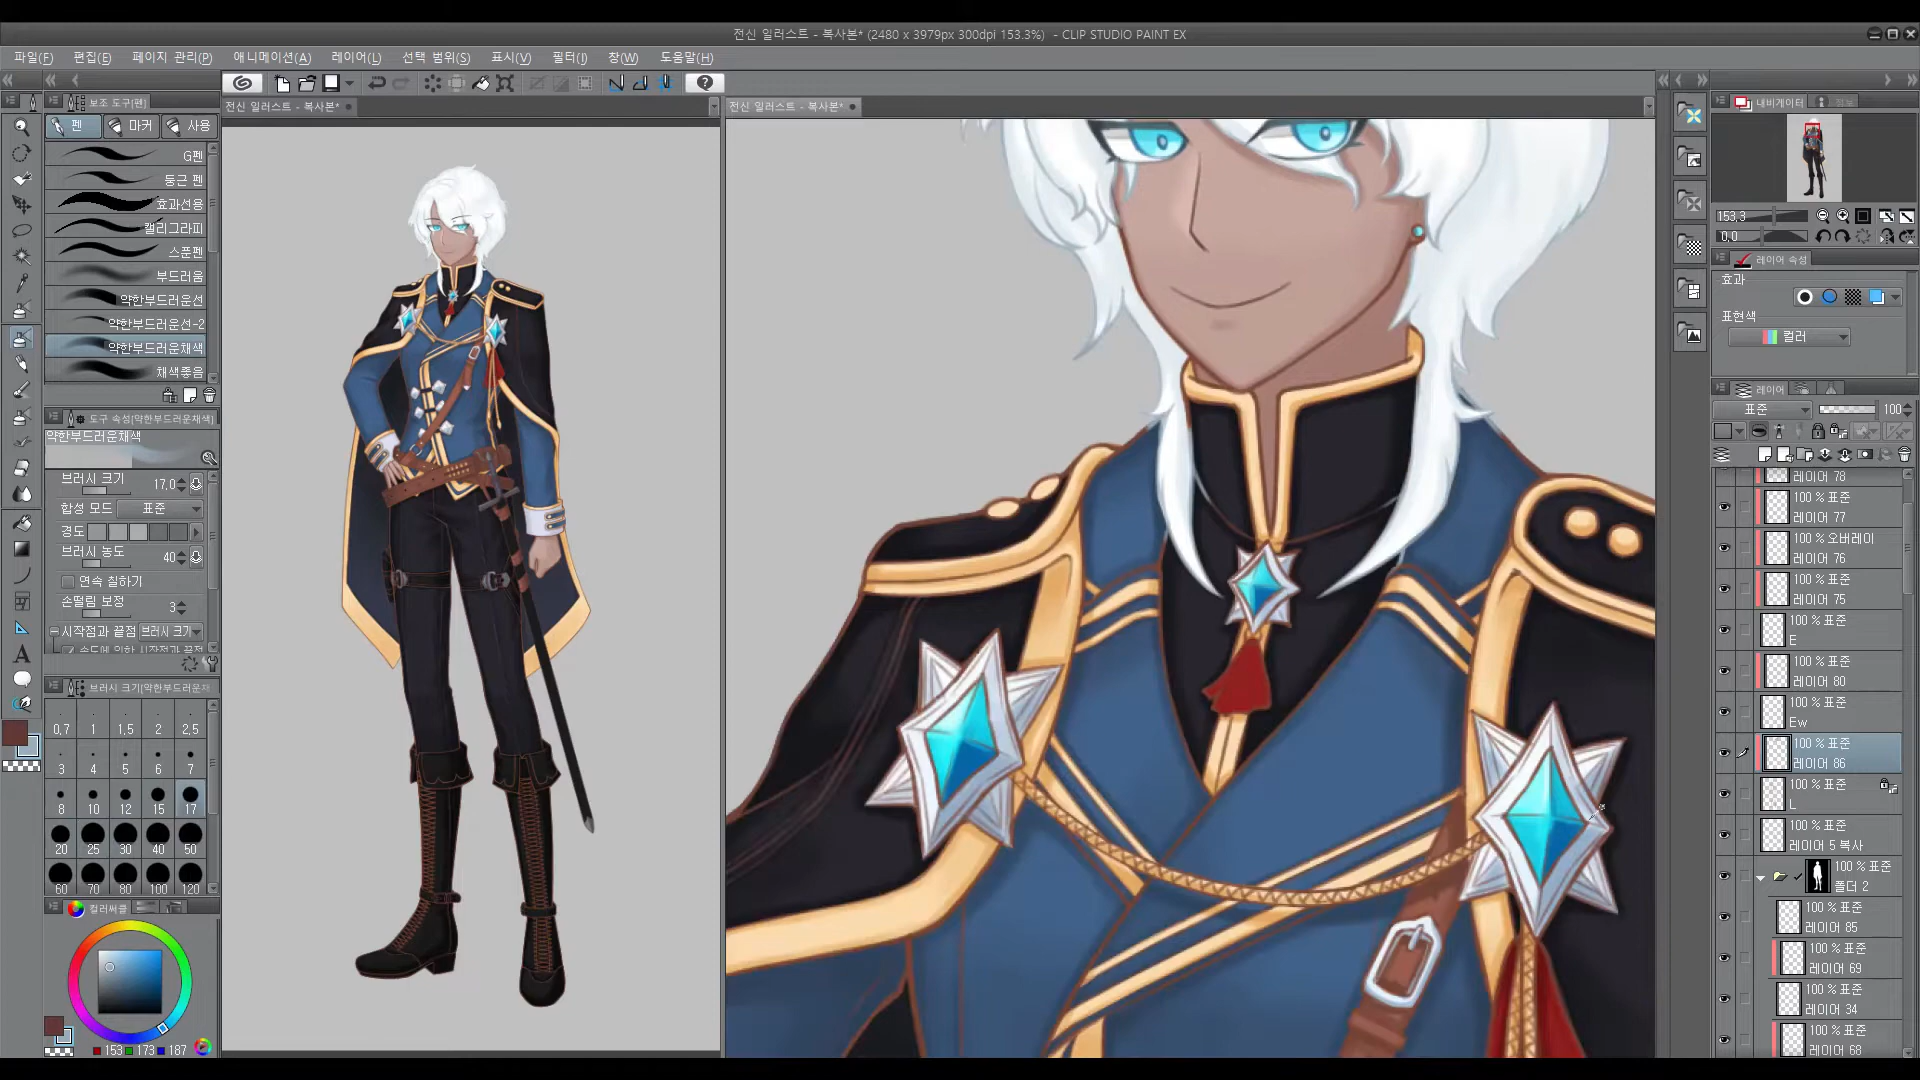 전신 일러스트 - 복사본* (2480 x 3979px 300dpi 153.3%) - CLIP STUDIO PAINT EX
파일(F) 편집(E) 페이지 관리(P) 애니메이션(A) 레이어(L) 선택 범위(S) 표시(V) 필터(I) 창(W) 도움말(H)
보조 도구[펜]
전신 일러스트 - 복사본*
전신 일러스트 - 복사본*
내비게이터
정보
펜 마커 사용
G펜
둥근 펜
효과선용
캘리그라피
스푼펜
부드러움
약한부드러운선
약한부드러운선-2
약한부드러운채색
채색좋음
도구 속성[약한부드러운채색]
약한부드러운채색
브러시 크기 17,0
합성 모드 표준
경도
브러시 농도 40
연속 칠하기
손떨림 보정 3
시작점과 끝점 브러시 크기
속도에 의한 시작점과 끝점
브러시 크기[약한부드러운채
0,7 1 1,5 2 2,5
3 4 5 6 7
8 10 12 15 17
20 25 30 40 50
60 70 80 100 120
컬러써클
153 173 187
153,3
0,0
레이어 속성
효과
표현색
컬러
레이어
표준 100
레이어 78
100 % 표준
레이어 77
100 % 오버레이
레이어 76
100 % 표준
레이어 75
100 % 표준
E
100 % 표준
레이어 80
100 % 표준
Ew
100 % 표준
레이어 86
100 % 표준
L
100 % 표준
레이어 5 복사
100 % 표준
폴더 2
100 % 표준
레이어 85
100 % 표준
레이어 69
100 % 표준
레이어 34
100 % 표준
레이어 68